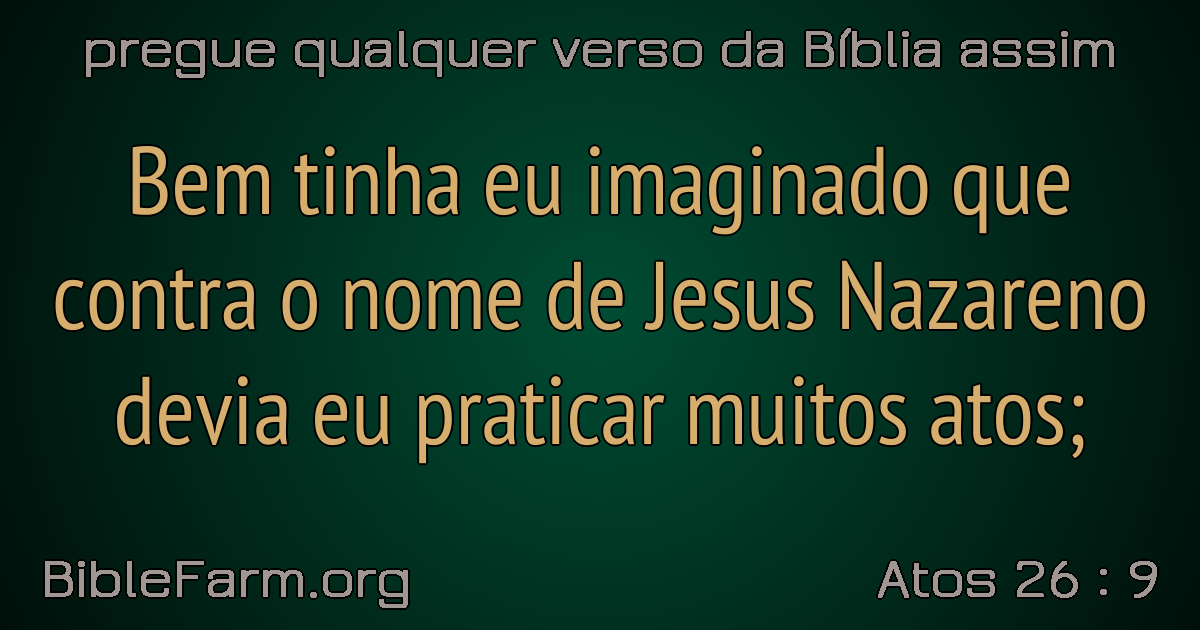 pregue qualquer verso da Bíblia assim
Bem tinha eu imaginado que
contra o nome de Jesus Nazareno
devia eu praticar muitos atos;
BibleFarm.org
Atos 26 : 9